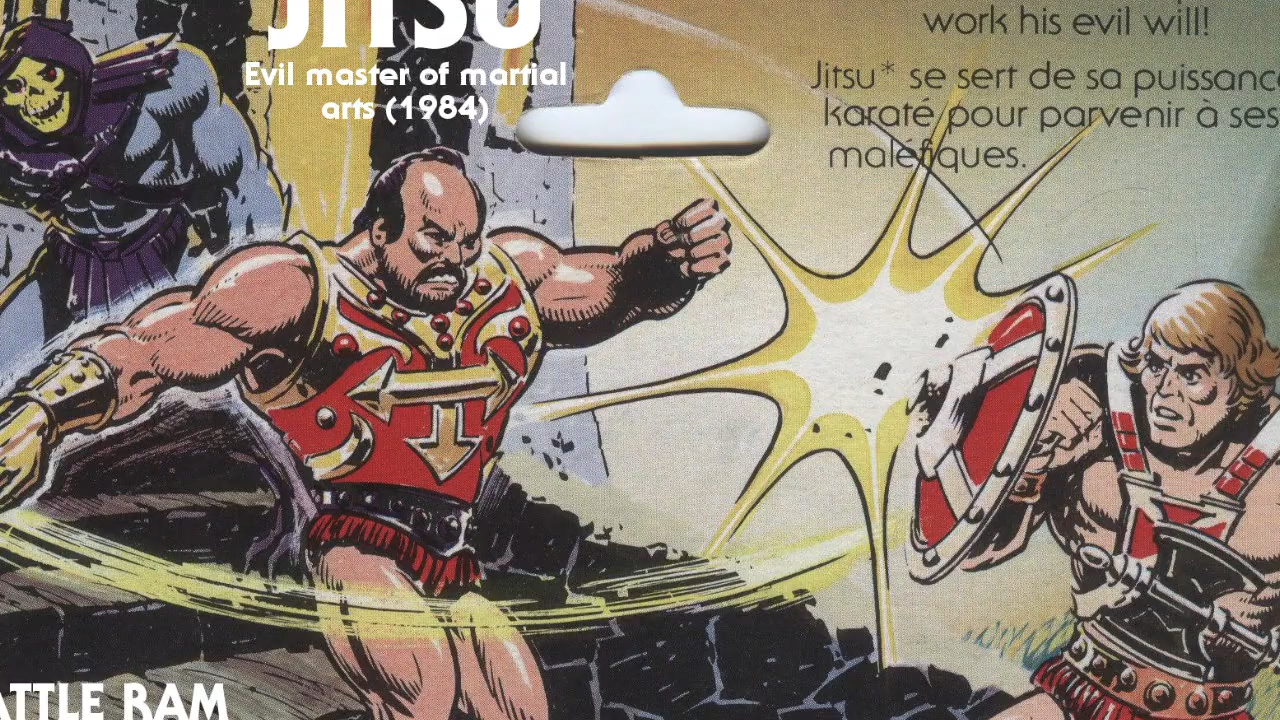 JITSU
Evil master of martial
arts (1984)
work his evil will!
Jitsu* se sert de sa puissanc
karaté pour parvenir à ses
maléfiques.
ATTLE RAM